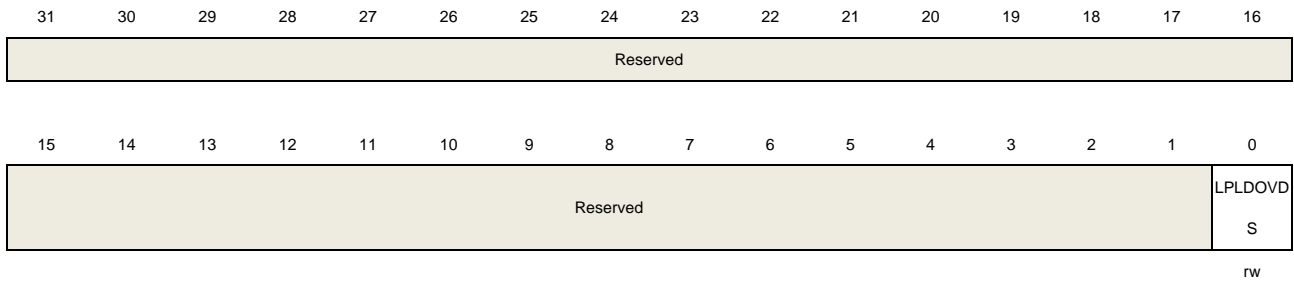 31 30 29 28 27 26 25 24 23 22 21 20 19 18 17 16
Reserved
15 14 13 12 11 10 9 8 7 6 5 4 3 2 1 0
Reserved
LPLDOVD
S
rw